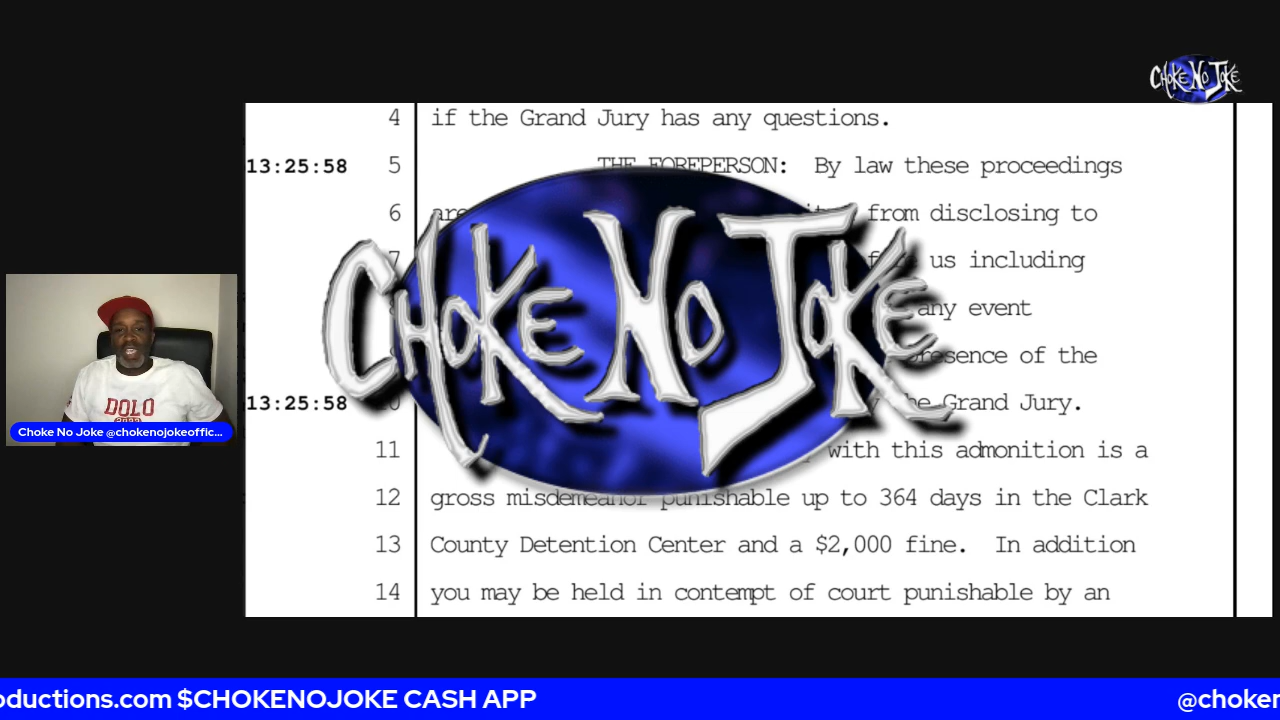 CHOKE NO JOKE
4 if the Grand Jury has any questions.
13:25:58 5 THE FOREPERSON: By law these proceedings
6 are from disclosing to
7 us including
any event
presence of the
13:25:58 10 the Grand Jury.
11 with this admonition is a
12 gross misdemeanor punishable up to 364 days in the Clark
13 County Detention Center and a $2,000 fine. In addition
14 you may be held in contempt of court punishable by an
CHOKE NO JOKE
DOLO
Choke No Joke @chokenojokeoffic...
oductions.com $CHOKENOJOKE CASH APP
@choker